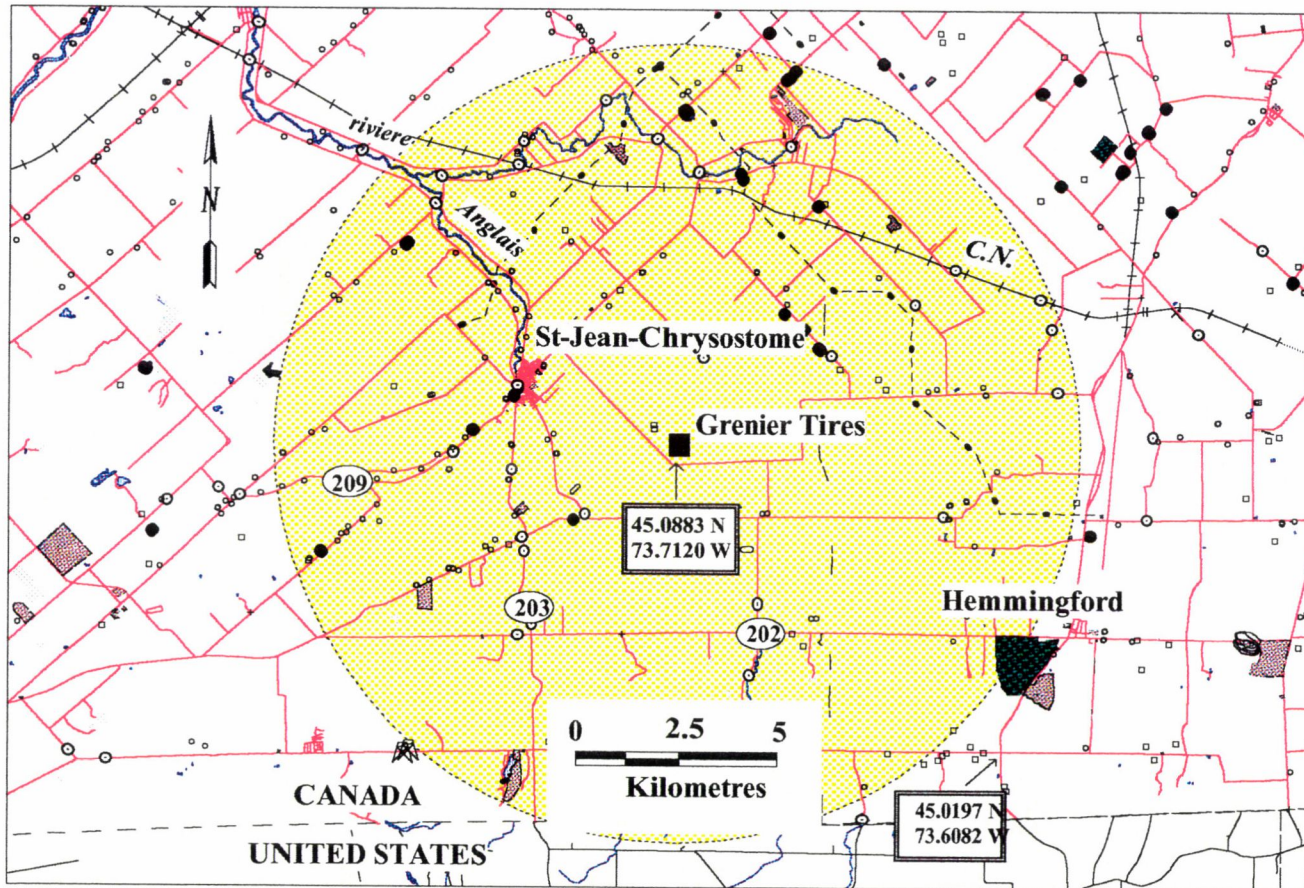 riviere
N
Anglais
C.N.
St-Jean-Chrysostome
Grenier Tires
209
45.0883 N
73.7120 W
Hemmingford
203
202
0 2.5 5
Kilometres
CANADA
45.0197 N
73.6082 W
UNITED STATES